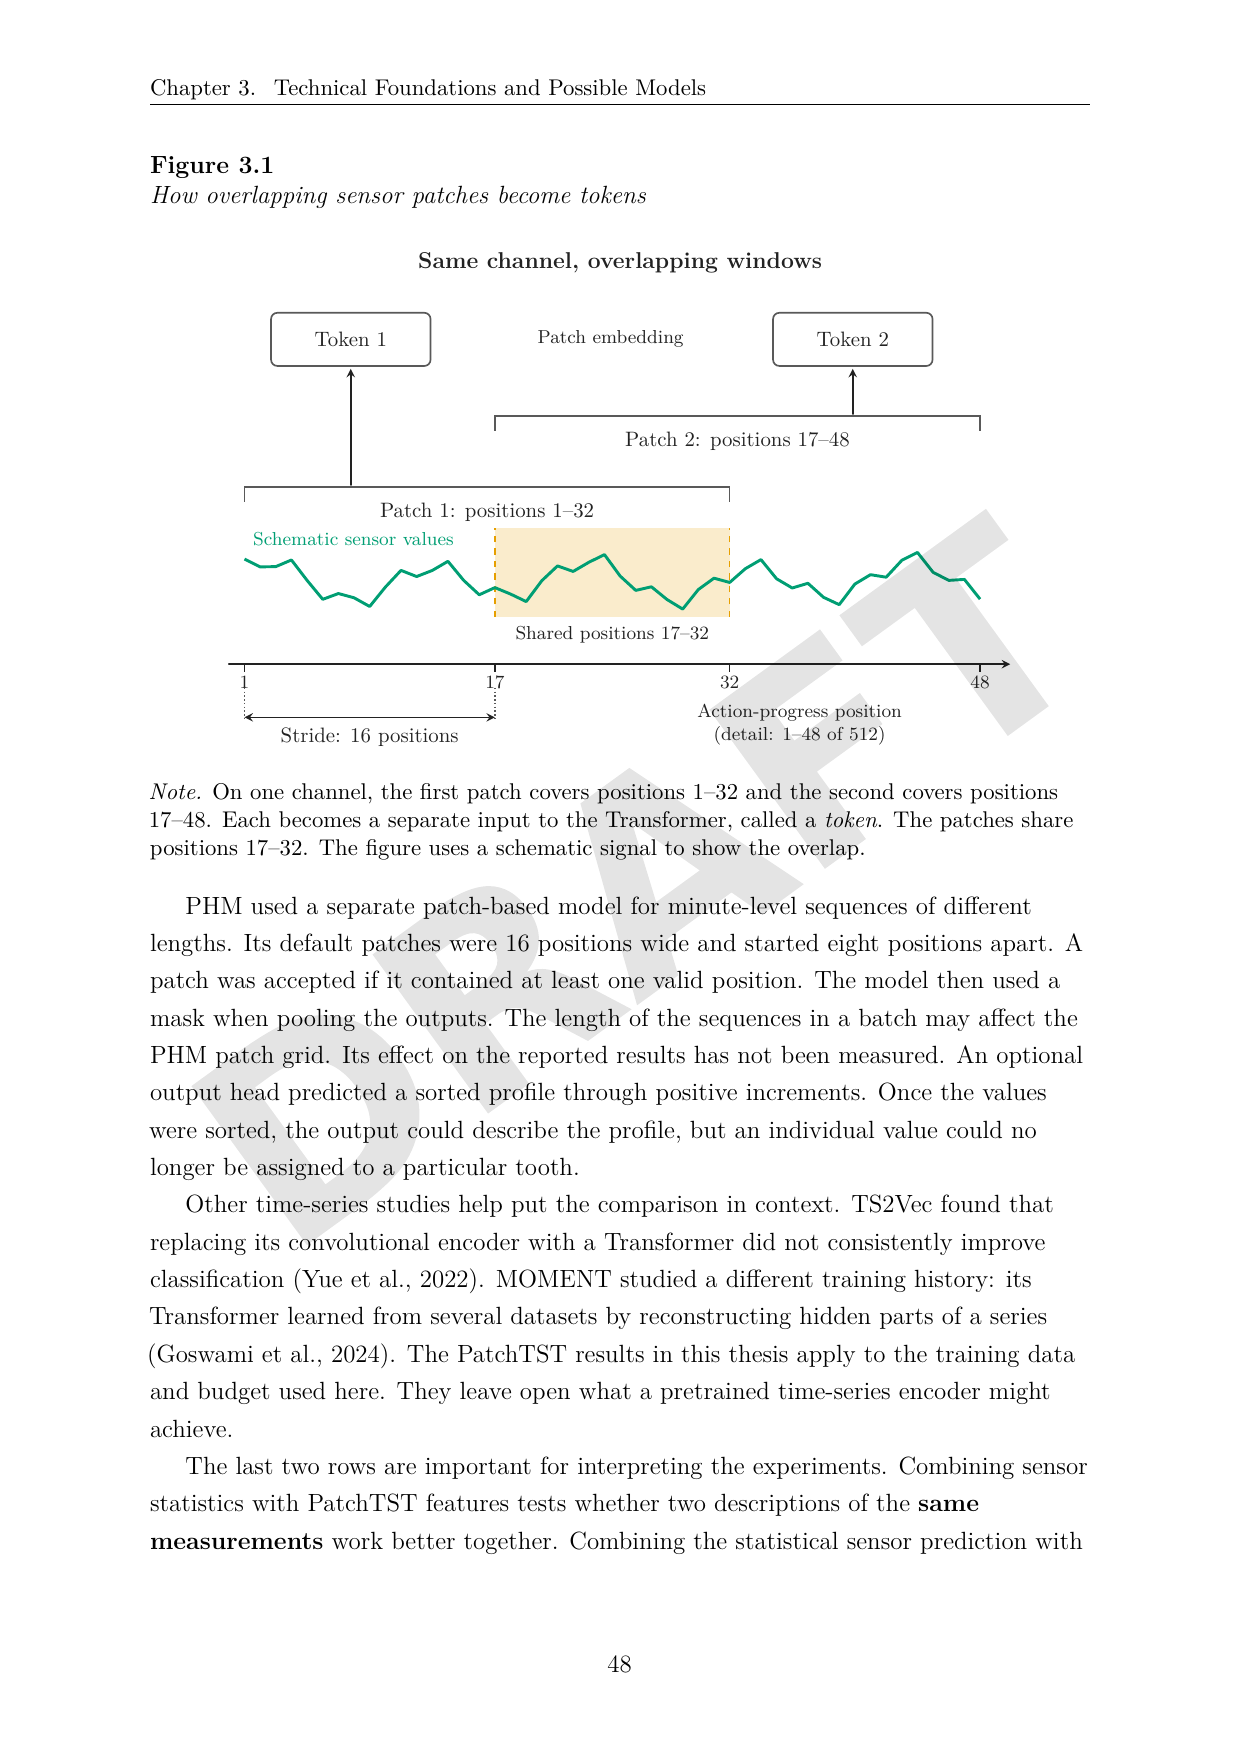 Chapter 3. Technical Foundations and Possible Models
Figure 3.1
How overlapping sensor patches become tokens
Same channel, overlapping windows
Token 1
Patch embedding
Token 2
Patch 2: positions 17–48
Patch 1: positions 1–32
Schematic sensor values
Shared positions 17–32
1 17 32 48
Action-progress position
(detail: 1–48 of 512)
Stride: 16 positions
Note. On one channel, the first patch covers positions 1–32 and the second covers positions
17–48. Each becomes a separate input to the Transformer, called a token. The patches share
positions 17–32. The figure uses a schematic signal to show the overlap.
PHM used a separate patch-based model for minute-level sequences of different
lengths. Its default patches were 16 positions wide and started eight positions apart. A
patch was accepted if it contained at least one valid position. The model then used a
mask when pooling the outputs. The length of the sequences in a batch may affect the
PHM patch grid. Its effect on the reported results has not been measured. An optional
output head predicted a sorted profile through positive increments. Once the values
were sorted, the output could describe the profile, but an individual value could no
longer be assigned to a particular tooth.
Other time-series studies help put the comparison in context. TS2Vec found that
replacing its convolutional encoder with a Transformer did not consistently improve
classification (Yue et al., 2022). MOMENT studied a different training history: its
Transformer learned from several datasets by reconstructing hidden parts of a series
(Goswami et al., 2024). The PatchTST results in this thesis apply to the training data
and budget used here. They leave open what a pretrained time-series encoder might
achieve.
The last two rows are important for interpreting the experiments. Combining sensor
statistics with PatchTST features tests whether two descriptions of the same
measurements work better together. Combining the statistical sensor prediction with
48
DRAFT